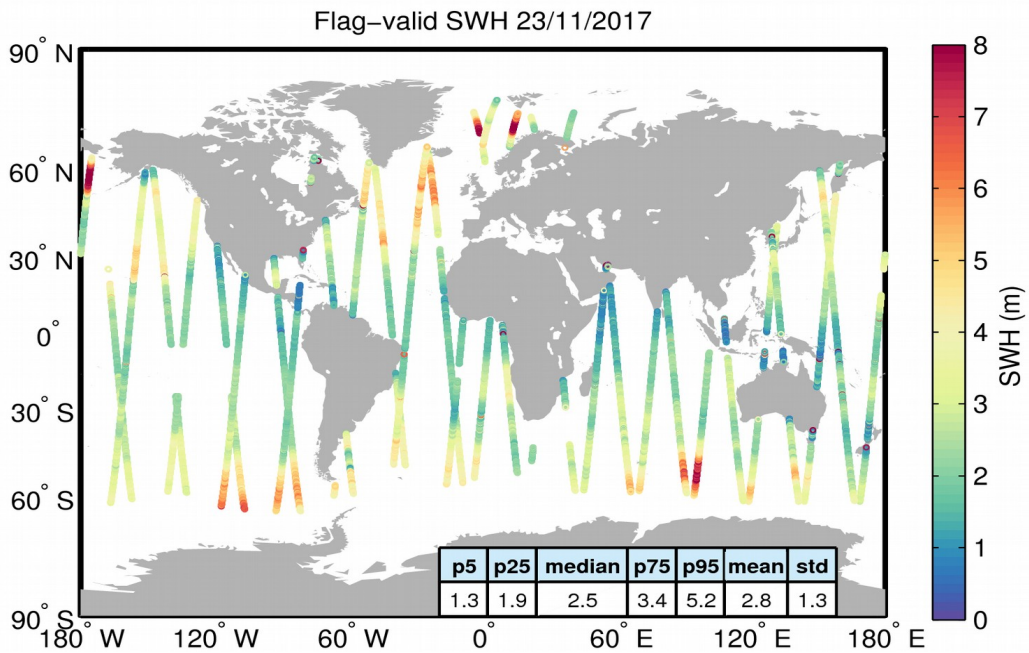 Flag−valid SWH 23/11/2017
90° N
60° N
30° N
0°
30° S
60° S
90° S
180° W
120° W
60° W
0°
60° E
120° E
180° E
p5 p25 median p75 p95 mean std
1.3 1.9 2.5 3.4 5.2 2.8 1.3
8
7
6
5
4
3
2
1
0
SWH (m)